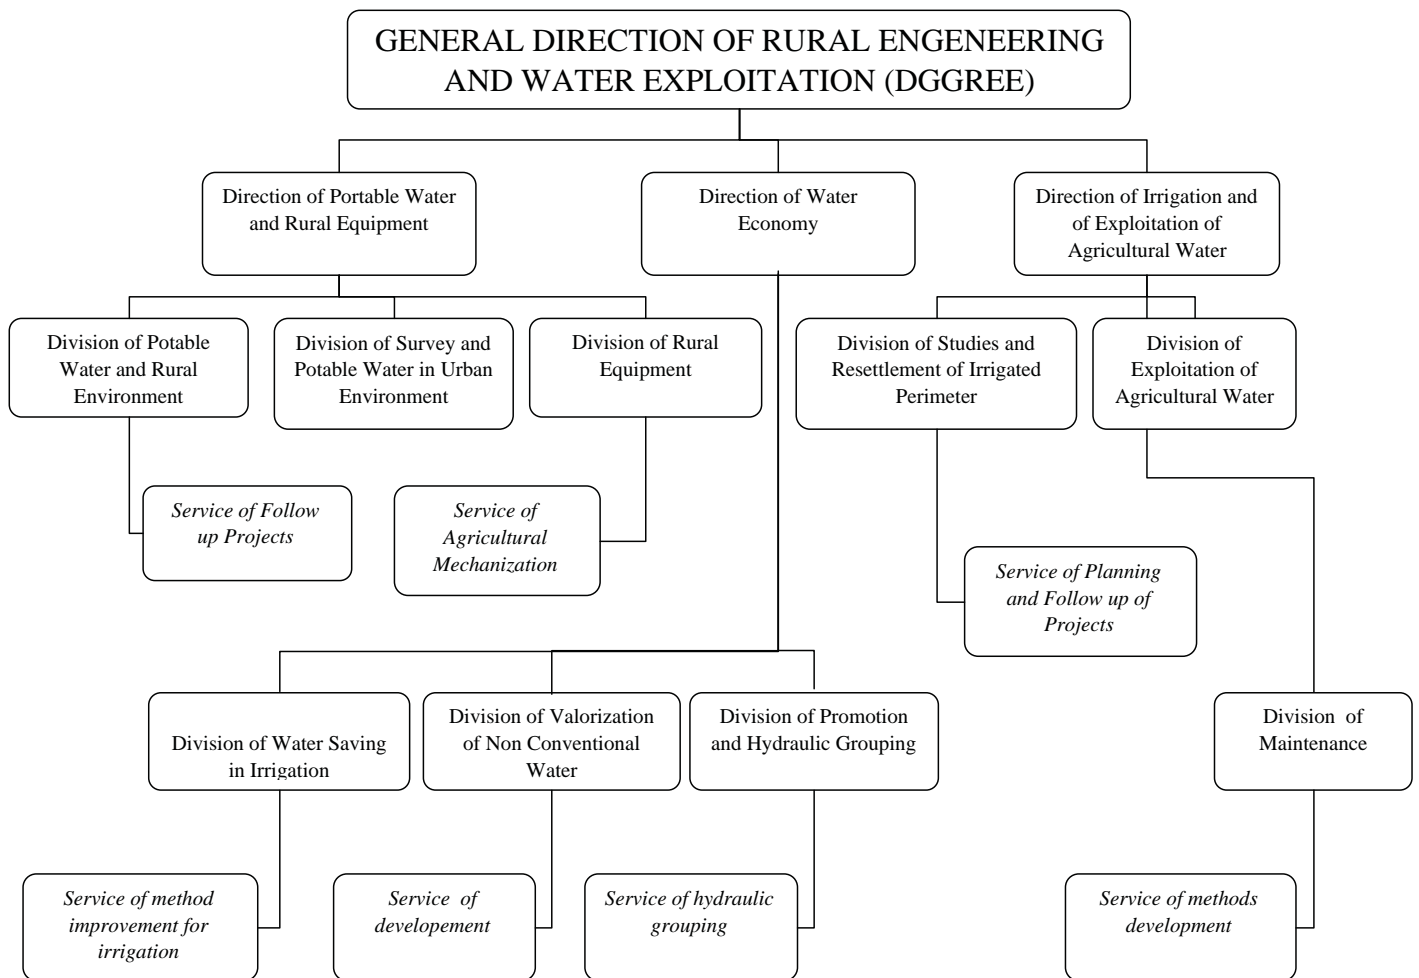 GENERAL DIRECTION OF RURAL ENGENEERING
AND WATER EXPLOITATION (DGGREE)
Direction of Portable Water
and Rural Equipment
Direction of Water
Economy
Direction of Irrigation and
of Exploitation of
Agricultural Water
Division of Potable
Water and Rural
Environment
Division of Survey and
Potable Water in Urban
Environment
Division of Rural
Equipment
Division of Studies and
Resettlement of Irrigated
Perimeter
Division of
Exploitation of
Agricultural Water
Service of Follow
up Projects
Service of
Agricultural
Mechanization
Service of Planning
and Follow up of
Projects
Division of Water Saving
in Irrigation
Division of Valorization
of Non Conventional
Water
Division of Promotion
and Hydraulic Grouping
Division of
Maintenance
Service of method
improvement for
irrigation
Service of
developement
Service of hydraulic
grouping
Service of methods
development